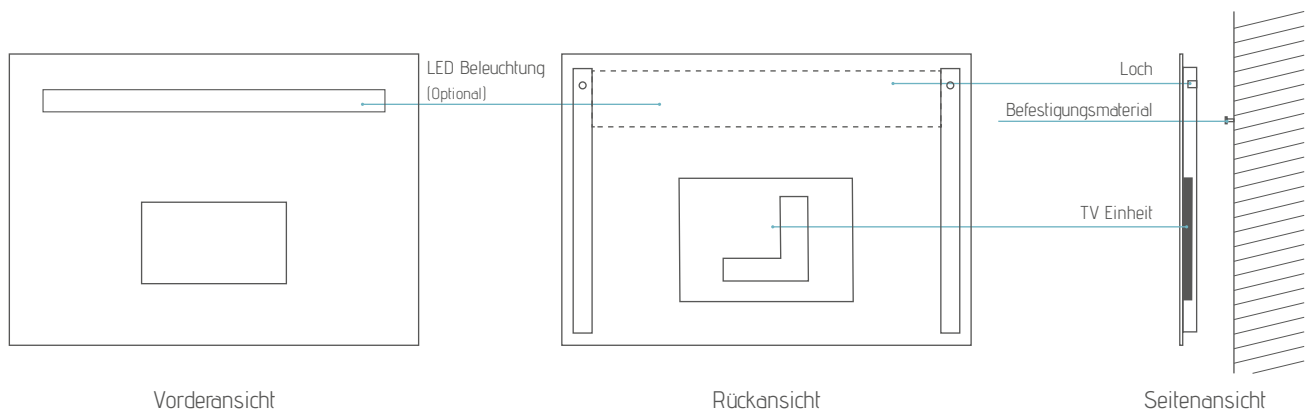 LED Beleuchtung
(Optional)
Loch
Befestigungsmaterial
TV Einheit
Vorderansicht
Rückansicht
Seitenansicht